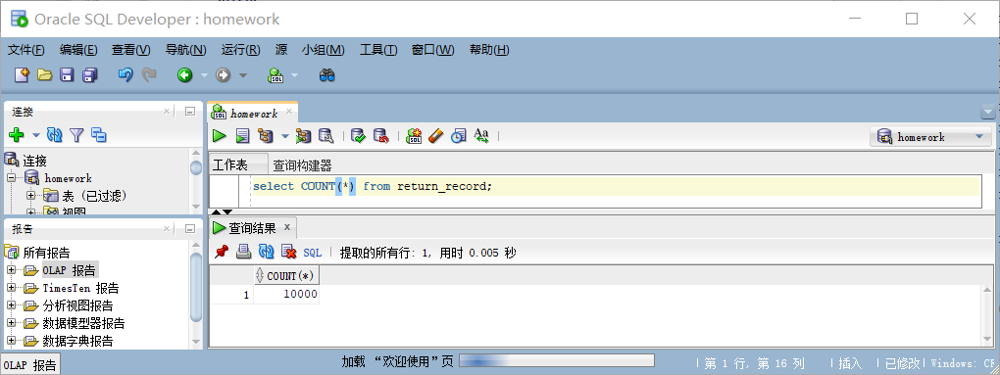 Oracle SQL Developer : homework
文件(F) 编辑(E) 查看(V) 导航(N) 运行(R) 源 小组(M) 工具(T) 窗口(W) 帮助(H)
连接
连接
homework
表 (已过滤)
视图
报告
所有报告
OLAP 报告
TimesTen 报告
分析视图报告
数据模型器报告
数据字典报告
OLAP 报告
homework
homework
工作表 查询构建器
select COUNT(*) from return_record;
查询结果
SQL 提取的所有行: 1, 用时 0.005 秒
COUNT(*)
1 10000
加载 “欢迎使用”页
第 1 行, 第 16 列 插入 已修改 Windows: CR